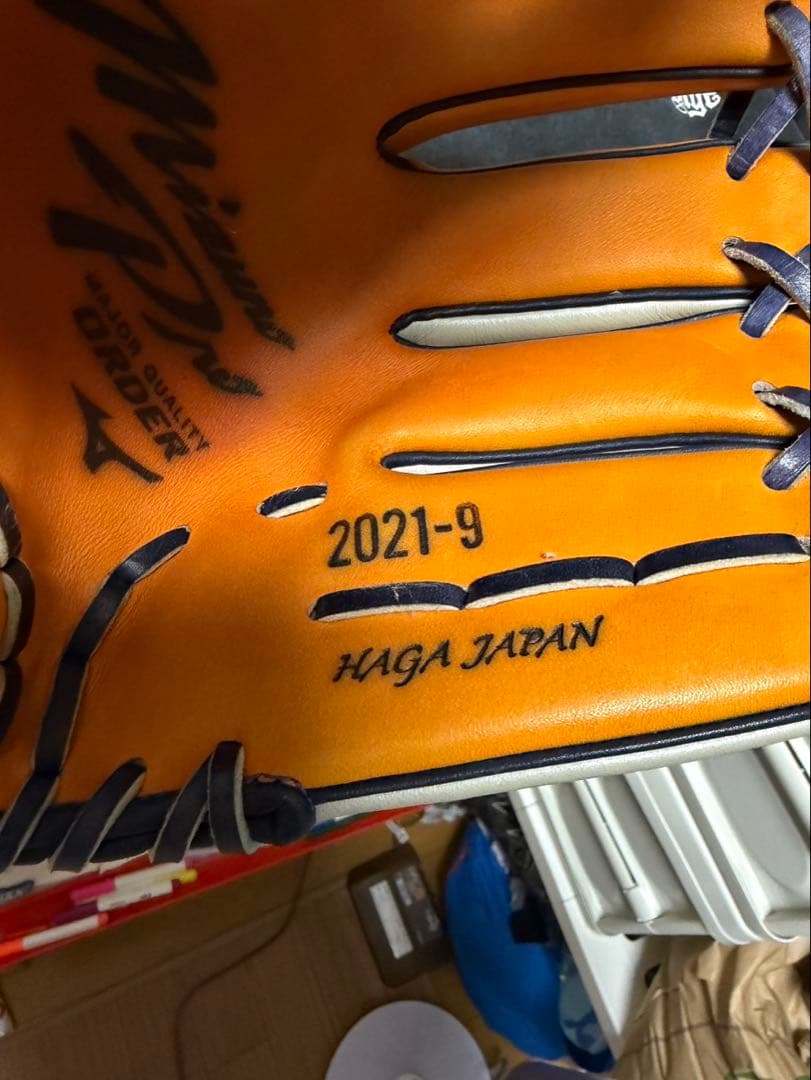 Mizuno
Pro
MAJOR QUALITY
ORDER
2021-9
HAGA JAPAN